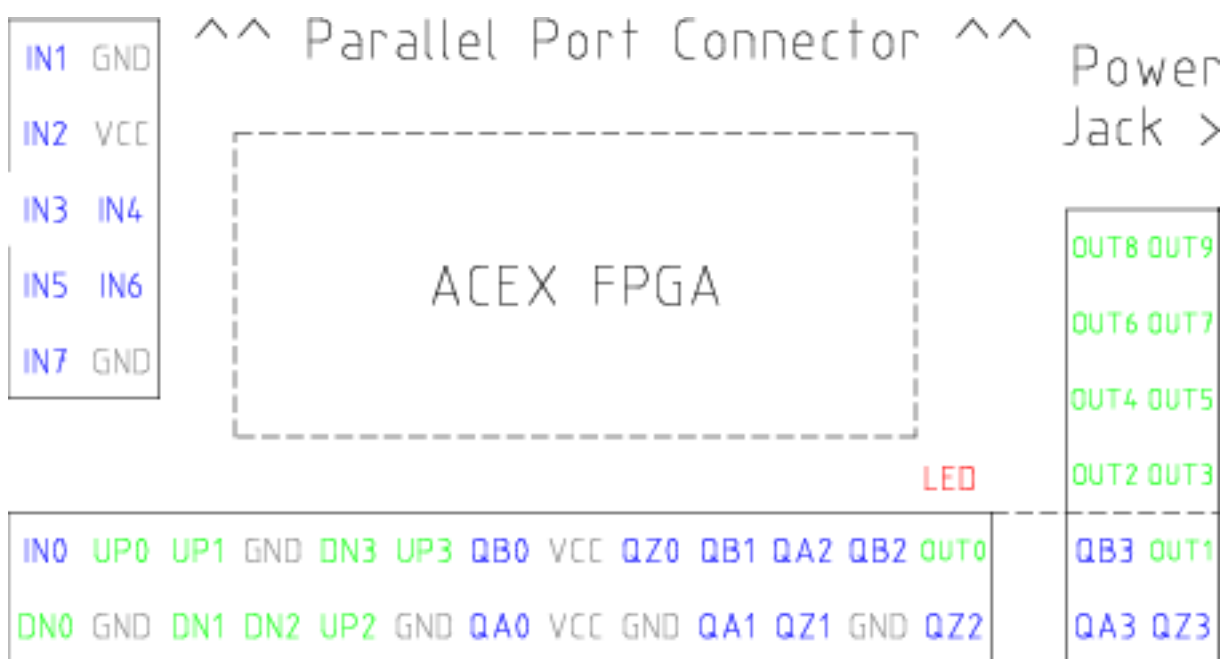 ^^ Parallel Port Connector ^^
Power
Jack >
IN1 GND
IN2 VCC
IN3 IN4
IN5 IN6
IN7 GND
ACEX FPGA
OUT8 OUT9
OUT6 OUT7
OUT4 OUT5
OUT2 OUT3
LED
IN0 UP0 UP1 GND DN3 UP3 QB0 VCC QZ0 QB1 QA2 QB2 OUT0
DN0 GND DN1 DN2 UP2 GND QA0 VCC GND QA1 QZ1 GND QZ2
QB3 OUT1
QA3 QZ3